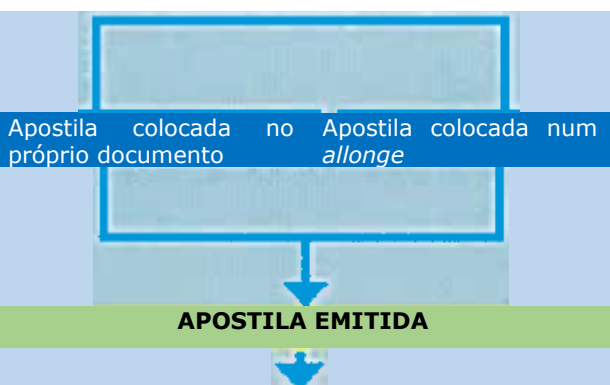 Apostila colocada no
próprio documento
Apostila colocada num
allonge
APOSTILA EMITIDA